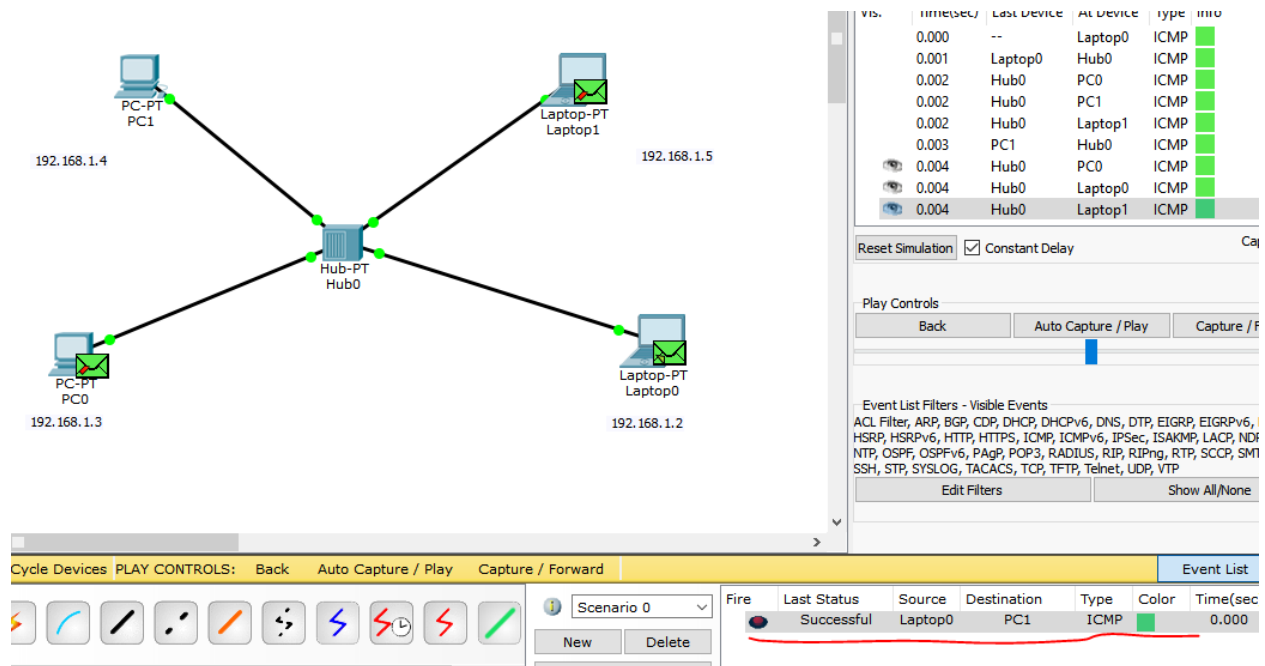 Vis. Time(sec) Last Device At Device Type Info
0.000 -- Laptop0 ICMP
0.001 Laptop0 Hub0 ICMP
0.002 Hub0 PC0 ICMP
0.002 Hub0 PC1 ICMP
0.002 Hub0 Laptop1 ICMP
0.003 PC1 Hub0 ICMP
0.004 Hub0 PC0 ICMP
0.004 Hub0 Laptop0 ICMP
0.004 Hub0 Laptop1 ICMP
PC-PT
PC1
192.168.1.4
Laptop-PT
Laptop1
192.168.1.5
Hub-PT
Hub0
PC-PT
PC0
192.168.1.3
Laptop-PT
Laptop0
192.168.1.2
Reset Simulation Constant Delay Cap
Play Controls
Back Auto Capture / Play Capture / F
Event List Filters - Visible Events
ACL Filter, ARP, BGP, CDP, DHCP, DHCPv6, DNS, DTP, EIGRP, EIGRPv6,
HSRP, HSRPv6, HTTP, HTTPS, ICMP, ICMPv6, IPSec, ISAKMP, LACP, NDP
NTP, OSPF, OSPFv6, PAgP, POP3, RADIUS, RIP, RIPng, RTP, SCCP, SMT
SSH, STP, SYSLOG, TACACS, TCP, TFTP, Telnet, UDP, VTP
Edit Filters Show All/None
Cycle Devices PLAY CONTROLS: Back Auto Capture / Play Capture / Forward Event List
Scenario 0
New Delete
Fire Last Status Source Destination Type Color Time(sec
Successful Laptop0 PC1 ICMP 0.000